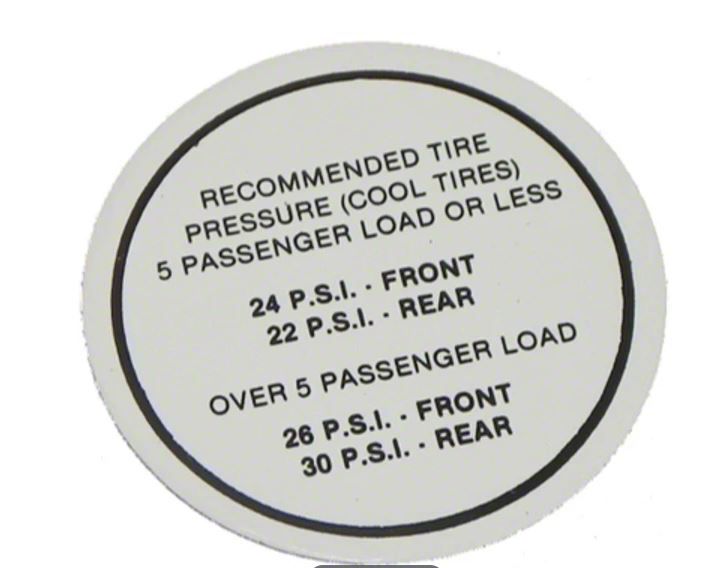 RECOMMENDED TIRE
PRESSURE (COOL TIRES)
5 PASSENGER LOAD OR LESS
24 P.S.I. · FRONT
22 P.S.I. · REAR
OVER 5 PASSENGER LOAD
26 P.S.I. · FRONT
30 P.S.I. · REAR